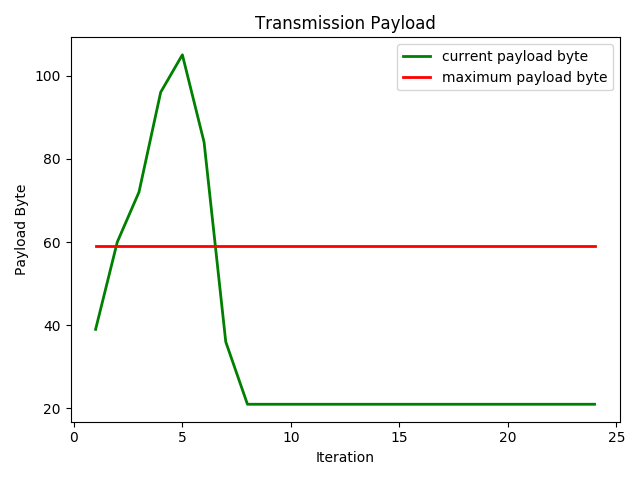 Transmission Payload
current payload byte
maximum payload byte
100
80
60
40
20
Payload Byte
0
5
10
15
20
25
Iteration